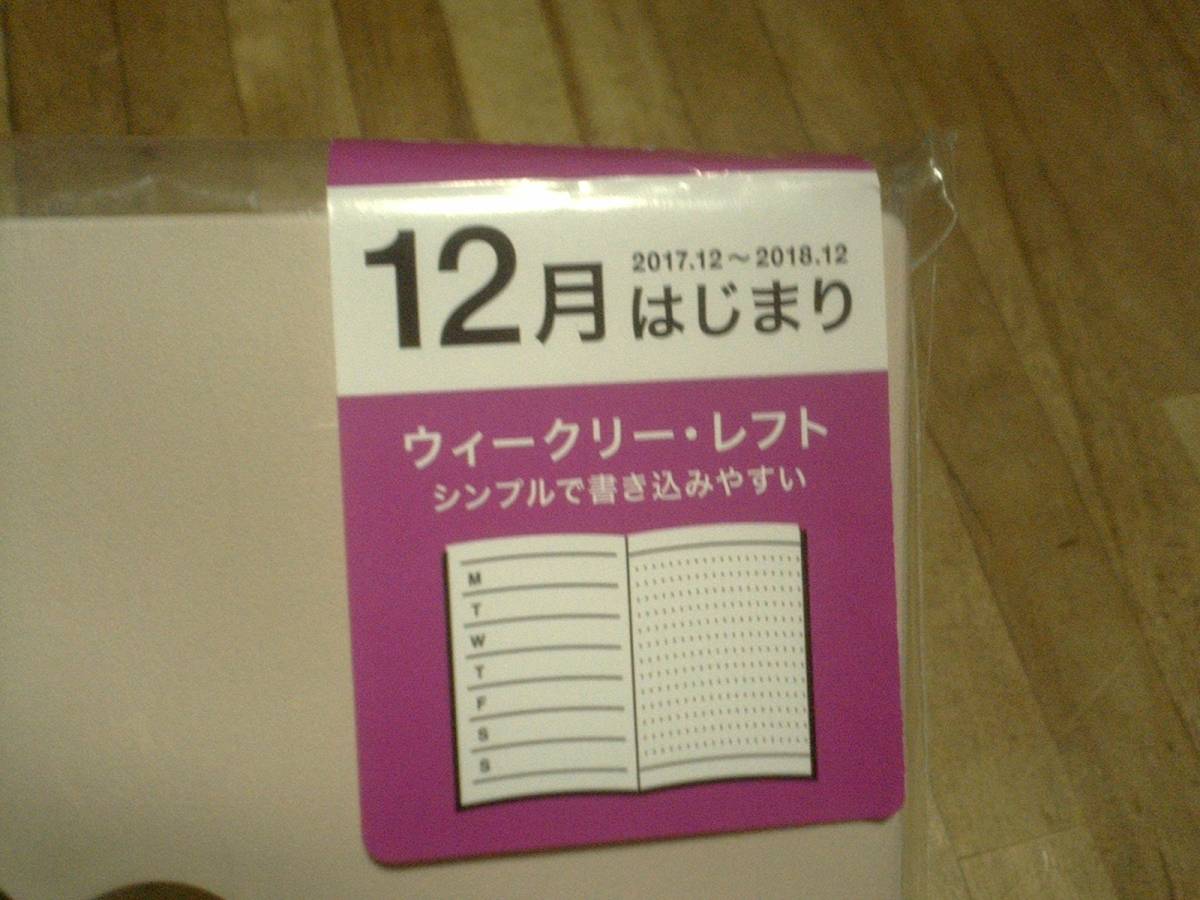 12月
2017.12～2018.12
はじまり
ウィークリー・レフト
シンプルで書き込みやすい
M
T
W
T
F
S
S